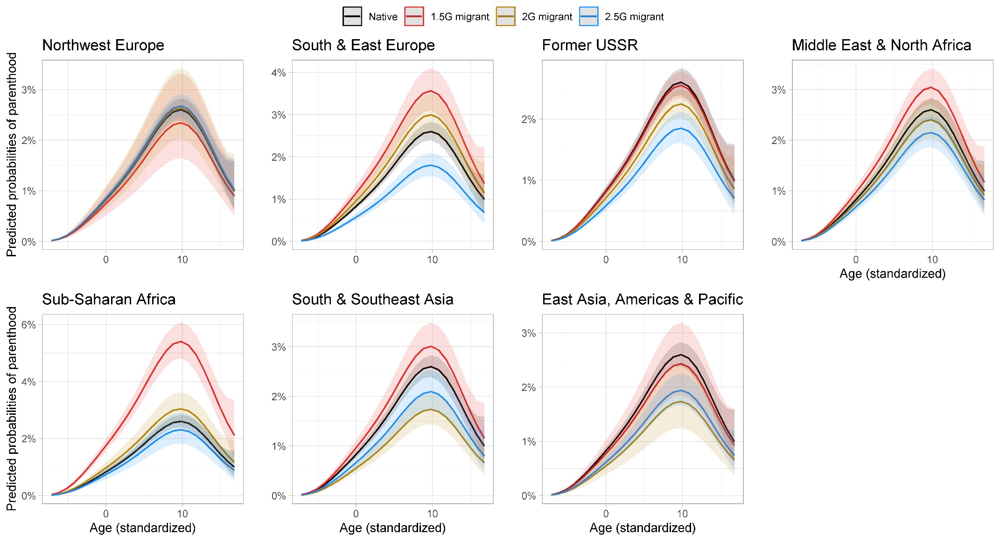 Native 1.5G migrant 2G migrant 2.5G migrant
Northwest Europe
Predicted probabilities of parenthood
3%
2%
1%
0%
0 10
South & East Europe
4%
3%
2%
1%
0%
0 10
Former USSR
2%
1%
0%
0 10
Middle East & North Africa
3%
2%
1%
0%
0 10
Age (standardized)
Sub-Saharan Africa
Predicted probabilities of parenthood
6%
4%
2%
0%
0 10
Age (standardized)
South & Southeast Asia
3%
2%
1%
0%
0 10
Age (standardized)
East Asia, Americas & Pacific
3%
2%
1%
0%
0 10
Age (standardized)